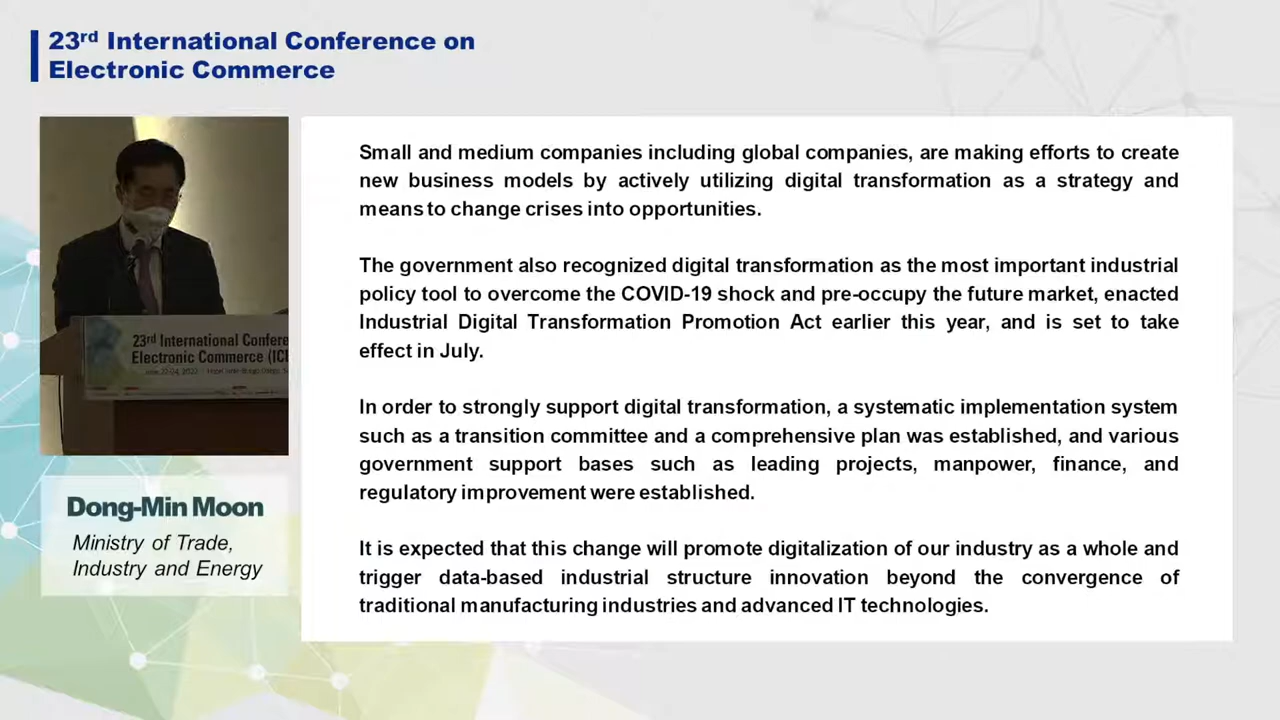 23rd International Conference on
Electronic Commerce
Small and medium companies including global companies, are making efforts to create
new business models by actively utilizing digital transformation as a strategy and
means to change crises into opportunities.
The government also recognized digital transformation as the most important industrial
policy tool to overcome the COVID-19 shock and pre-occupy the future market, enacted
Industrial Digital Transformation Promotion Act earlier this year, and is set to take
effect in July.
In order to strongly support digital transformation, a systematic implementation system
such as a transition committee and a comprehensive plan was established, and various
government support bases such as leading projects, manpower, finance, and
regulatory improvement were established.
It is expected that this change will promote digitalization of our industry as a whole and
trigger data-based industrial structure innovation beyond the convergence of
traditional manufacturing industries and advanced IT technologies.
23rd International Confere
Electronic Commerce (IC
Dong-Min Moon
Ministry of Trade,
Industry and Energy